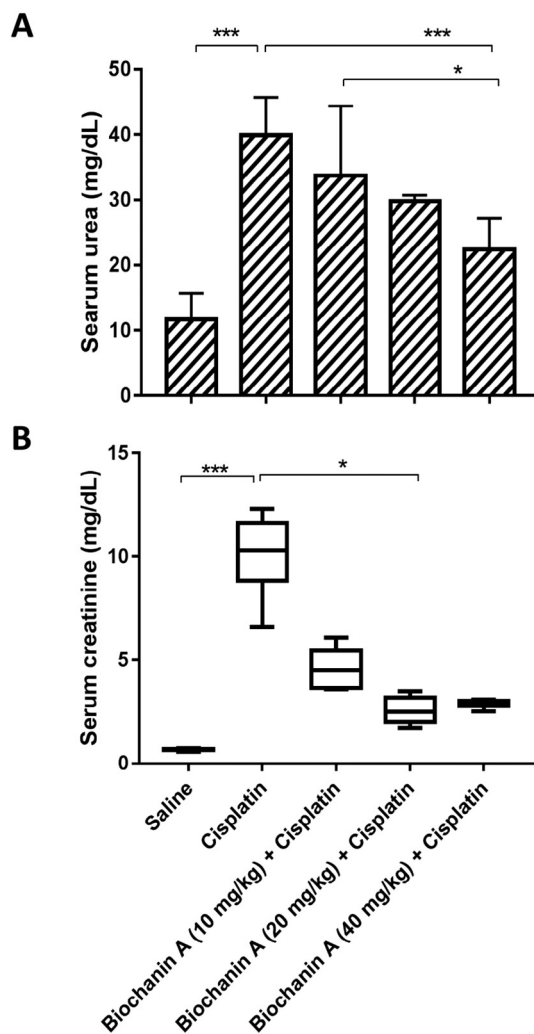 A
***
***
*
50
40
30
20
10
0
Searum urea (mg/dL)
B
***
*
15
10
5
0
Serum creatinine (mg/dL)
Saline
Cisplatin
Biochanin A (10 mg/kg) + Cisplatin
Biochanin A (20 mg/kg) + Cisplatin
Biochanin A (40 mg/kg) + Cisplatin